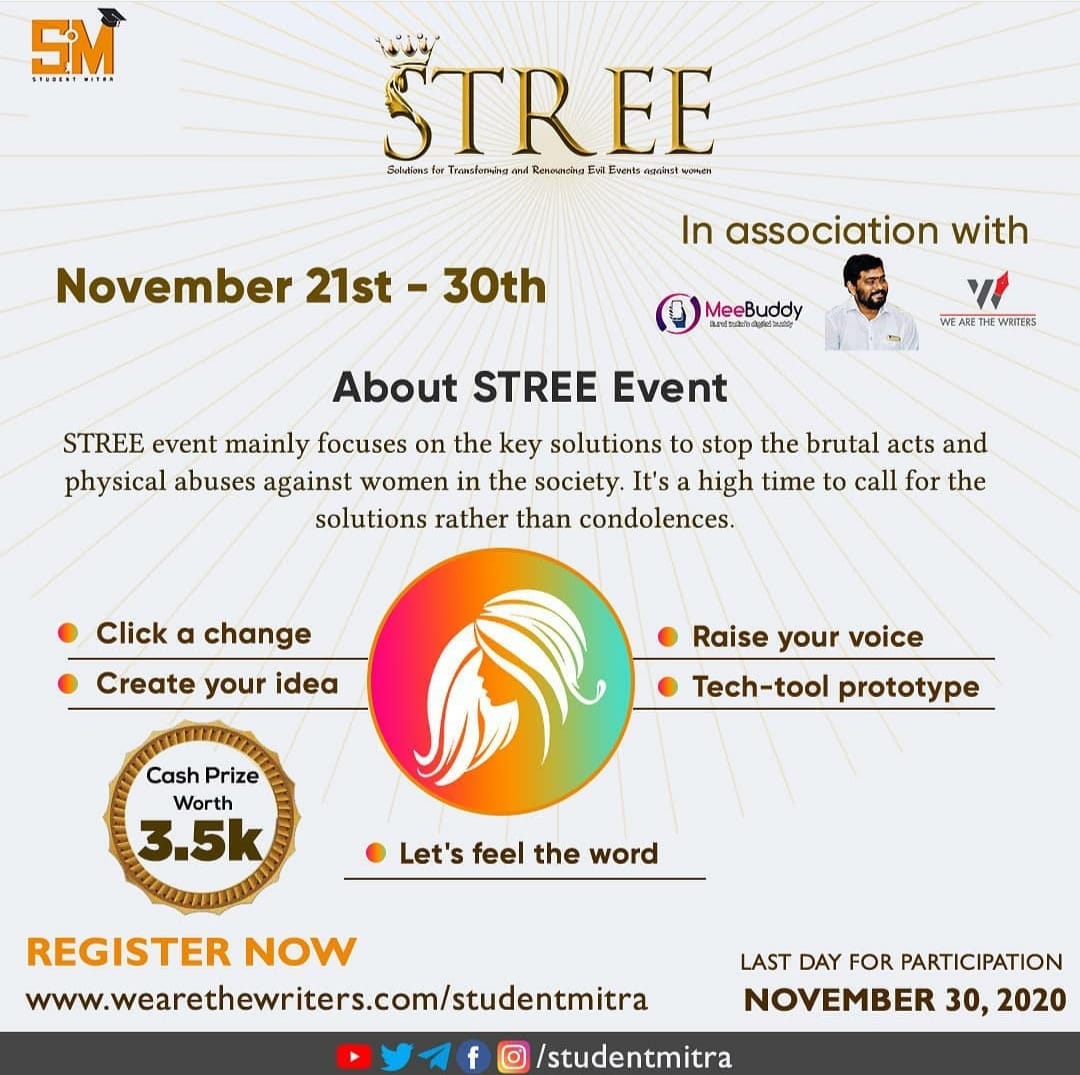 SM
STUDENT MITRA
STREE
Solutions for Transforming and Renouncing Evil Events against women
In association with
November 21st - 30th
MeeBuddy
Rural India's digital buddy
WE ARE THE WRITERS
About STREE Event
STREE event mainly focuses on the key solutions to stop the brutal acts and
physical abuses against women in the society. It's a high time to call for the
solutions rather than condolences.
Click a change
Create your idea
Raise your voice
Tech-tool prototype
Cash Prize
Worth
3.5k
Let's feel the word
REGISTER NOW
www.wearethewriters.com/studentmitra
LAST DAY FOR PARTICIPATION
NOVEMBER 30, 2020
/studentmitra